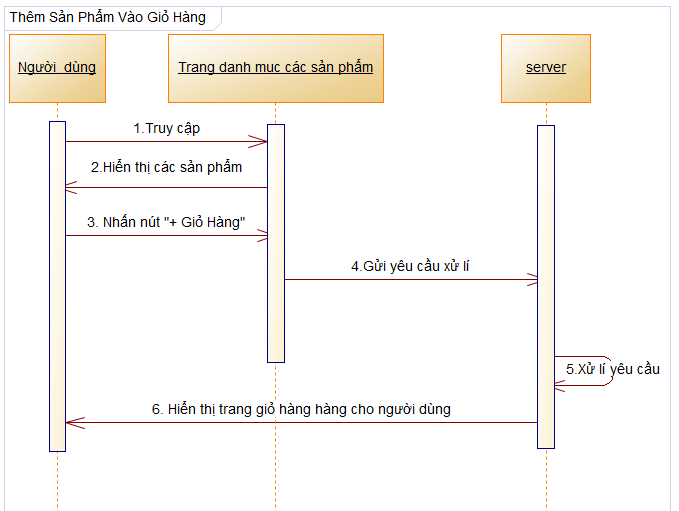 Thêm Sản Phẩm Vào Giỏ Hàng
Người dùng
Trang danh mục các sản phẩm
server
1.Truy cập
2.Hiển thị các sản phẩm
3. Nhấn nút "+ Giỏ Hàng"
4.Gửi yêu cầu xử lí
5.Xử lí yêu cầu
6. Hiển thị trang giỏ hàng hàng cho người dùng